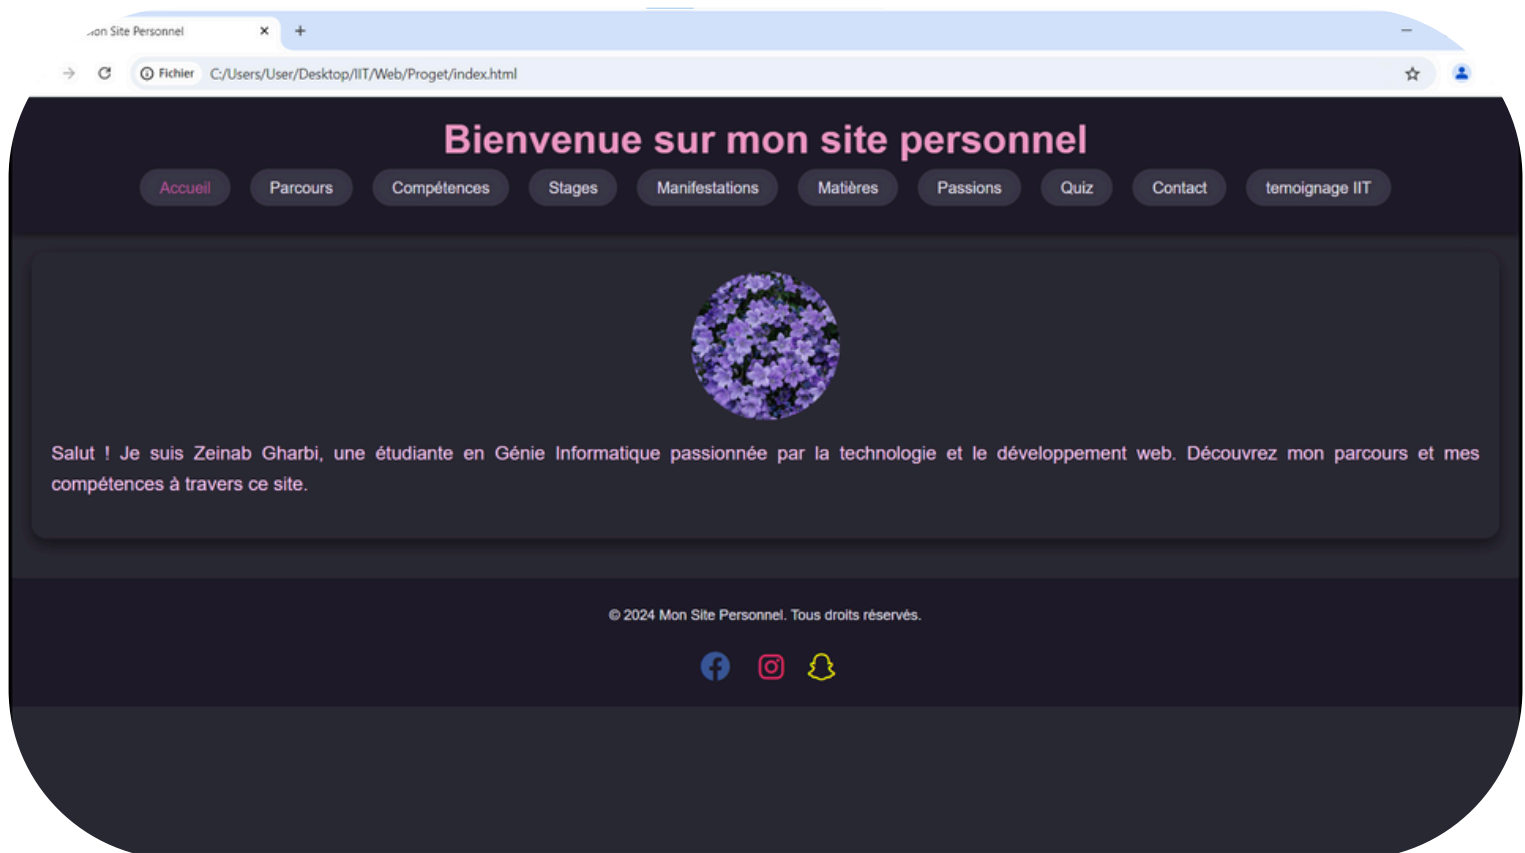 Mon Site Personnel
Fichier C:/Users/User/Desktop/IIT/Web/Proget/index.html
Bienvenue sur mon site personnel
Accueil Parcours Compétences Stages Manifestations Matières Passions Quiz Contact temoignage IIT
Salut ! Je suis Zeinab Gharbi, une étudiante en Génie Informatique passionnée par la technologie et le développement web. Découvrez mon parcours et mes
compétences à travers ce site.
© 2024 Mon Site Personnel. Tous droits réservés.